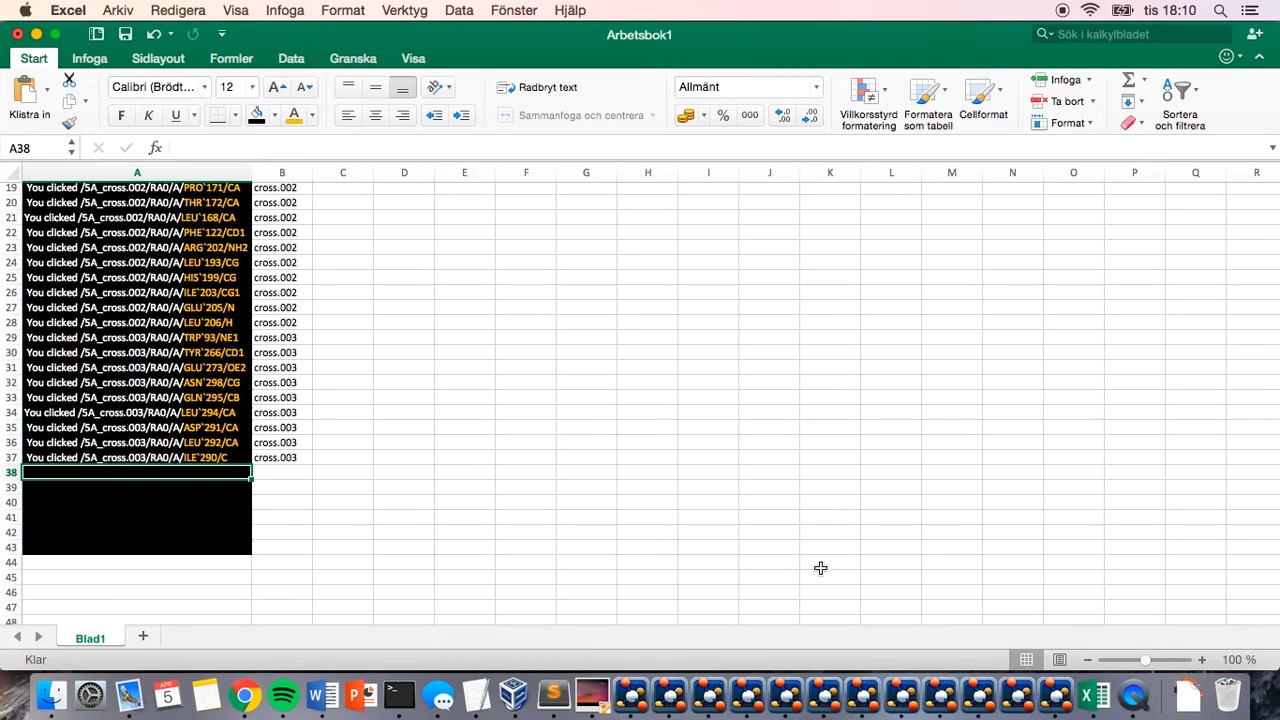 Excel Arkiv Redigera Visa Infoga Format Verktyg Data Fönster Hjälp tis 18:10
Arbetsbok1
Sök i kalkylbladet
Start Infoga Sidlayout Formler Data Granska Visa
Klistra in
Calibri (Brödt... 12 A A
F K U A
Radbryt text
Sammanfoga och centrera
Allmänt
% 000
Villkorsstyrd formatering
Formatera som tabell
Cellformat
Infoga
Ta bort
Format
Sortera och filtrera
A38 fx
A B C D E F G H I J K L M N O P Q R
19 You clicked /5A_cross.002/RA0/A/PRO`171/CA cross.002
20 You clicked /5A_cross.002/RA0/A/THR`172/CA cross.002
21 You clicked /5A_cross.002/RA0/A/LEU`168/CA cross.002
22 You clicked /5A_cross.002/RA0/A/PHE`122/CD1 cross.002
23 You clicked /5A_cross.002/RA0/A/ARG`202/NH2 cross.002
24 You clicked /5A_cross.002/RA0/A/LEU`193/CG cross.002
25 You clicked /5A_cross.002/RA0/A/HIS`199/CG cross.002
26 You clicked /5A_cross.002/RA0/A/ILE`203/CG1 cross.002
27 You clicked /5A_cross.002/RA0/A/GLU`205/N cross.002
28 You clicked /5A_cross.002/RA0/A/LEU`206/H cross.002
29 You clicked /5A_cross.003/RA0/A/TRP`93/NE1 cross.003
30 You clicked /5A_cross.003/RA0/A/TYR`266/CD1 cross.003
31 You clicked /5A_cross.003/RA0/A/GLU`273/OE2 cross.003
32 You clicked /5A_cross.003/RA0/A/ASN`298/CG cross.003
33 You clicked /5A_cross.003/RA0/A/GLN`295/CB cross.003
34 You clicked /5A_cross.003/RA0/A/LEU`294/CA cross.003
35 You clicked /5A_cross.003/RA0/A/ASP`291/CA cross.003
36 You clicked /5A_cross.003/RA0/A/LEU`292/CA cross.003
37 You clicked /5A_cross.003/RA0/A/ILE`290/C cross.003
38
39
40
41
42
43
44
45
46
47
48
Blad1
Klar 100 %
APR
5